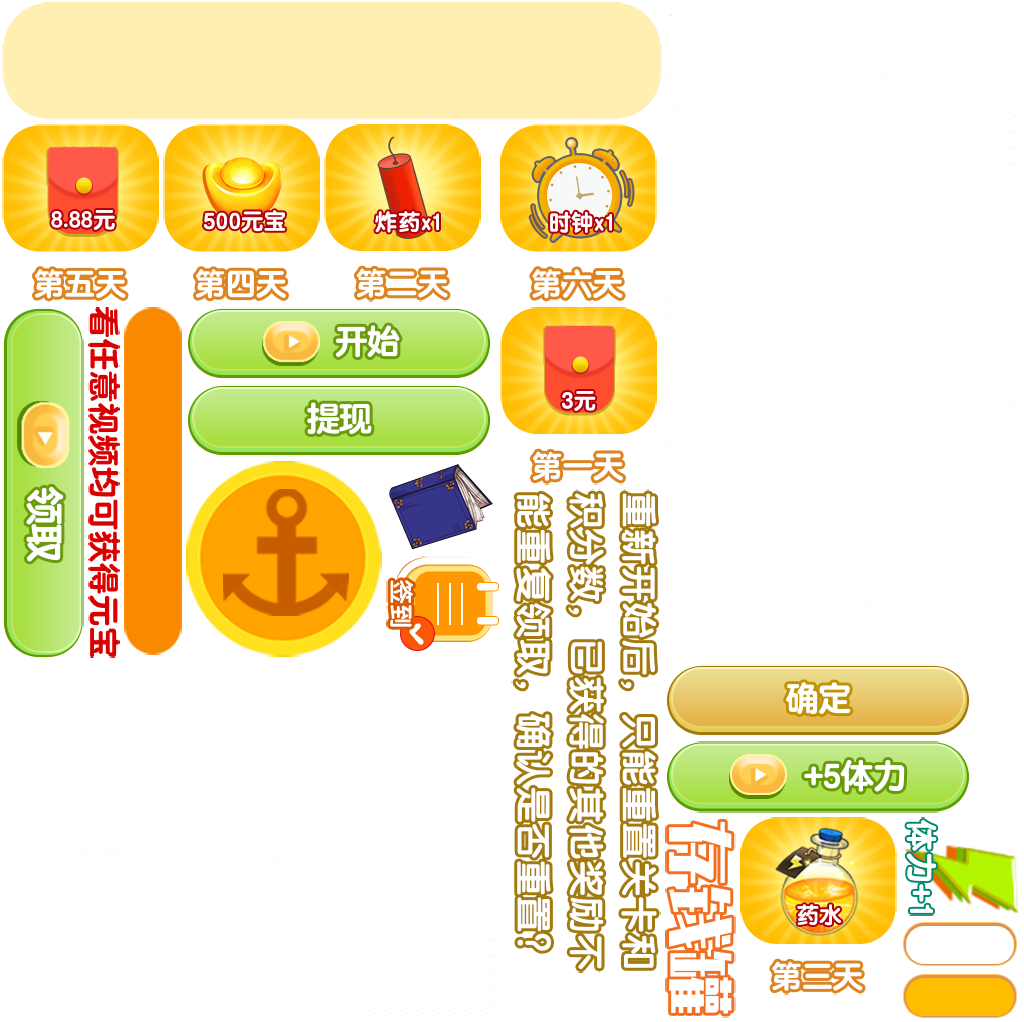 8.88元
500元宝
炸药x1
时钟x1
第五天
第四天
第二天
第六天
领取
看任意视频均可获得元宝
开始
提现
3元
第一天
签到
重新开始后，只能重置关卡和
积分数，已获得的其他奖励不
能重复领取，确认是否重置？
确定
+5体力
存钱罐
药水
第三天
体力+1